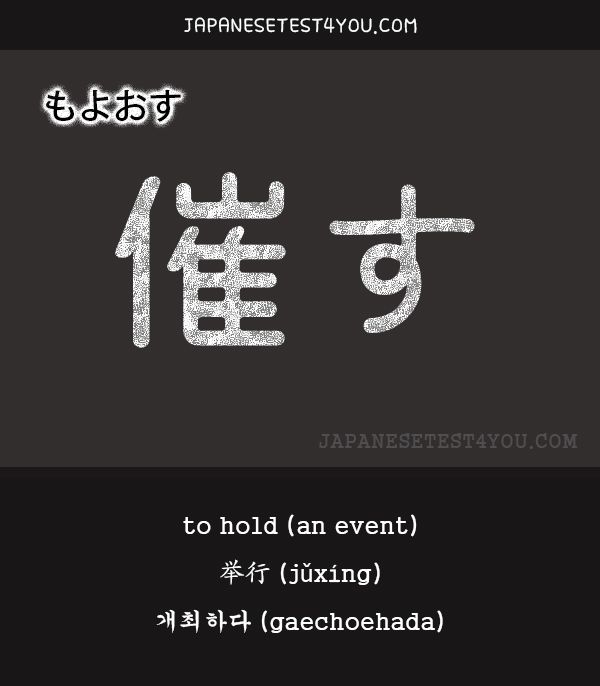 JAPANESETEST4YOU.COM
もよおす
催す
JAPANESETEST4YOU.COM
to hold (an event)
举行 (jǔxíng)
개최하다 (gaechoehada)